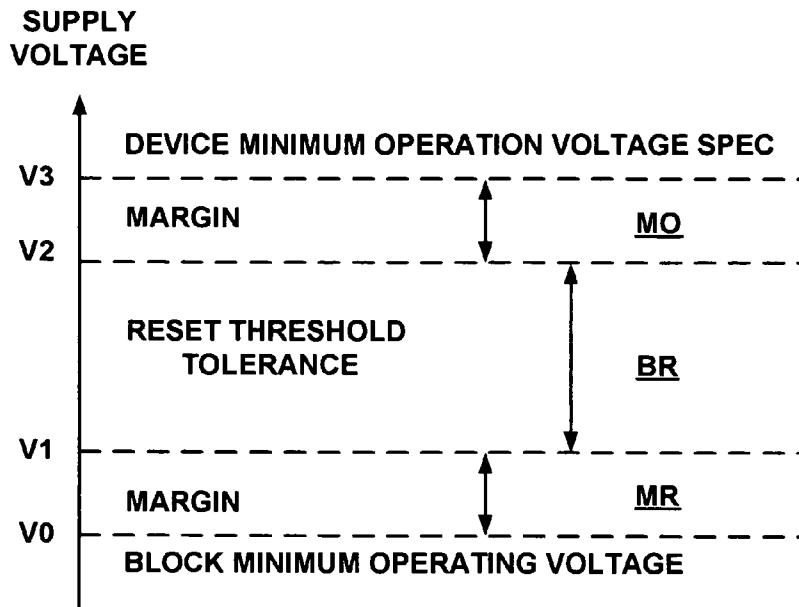 SUPPLY
VOLTAGE
DEVICE MINIMUM OPERATION VOLTAGE SPEC
V3
MARGIN
MO
V2
RESET THRESHOLD
TOLERANCE
BR
V1
MARGIN
MR
V0
BLOCK MINIMUM OPERATING VOLTAGE